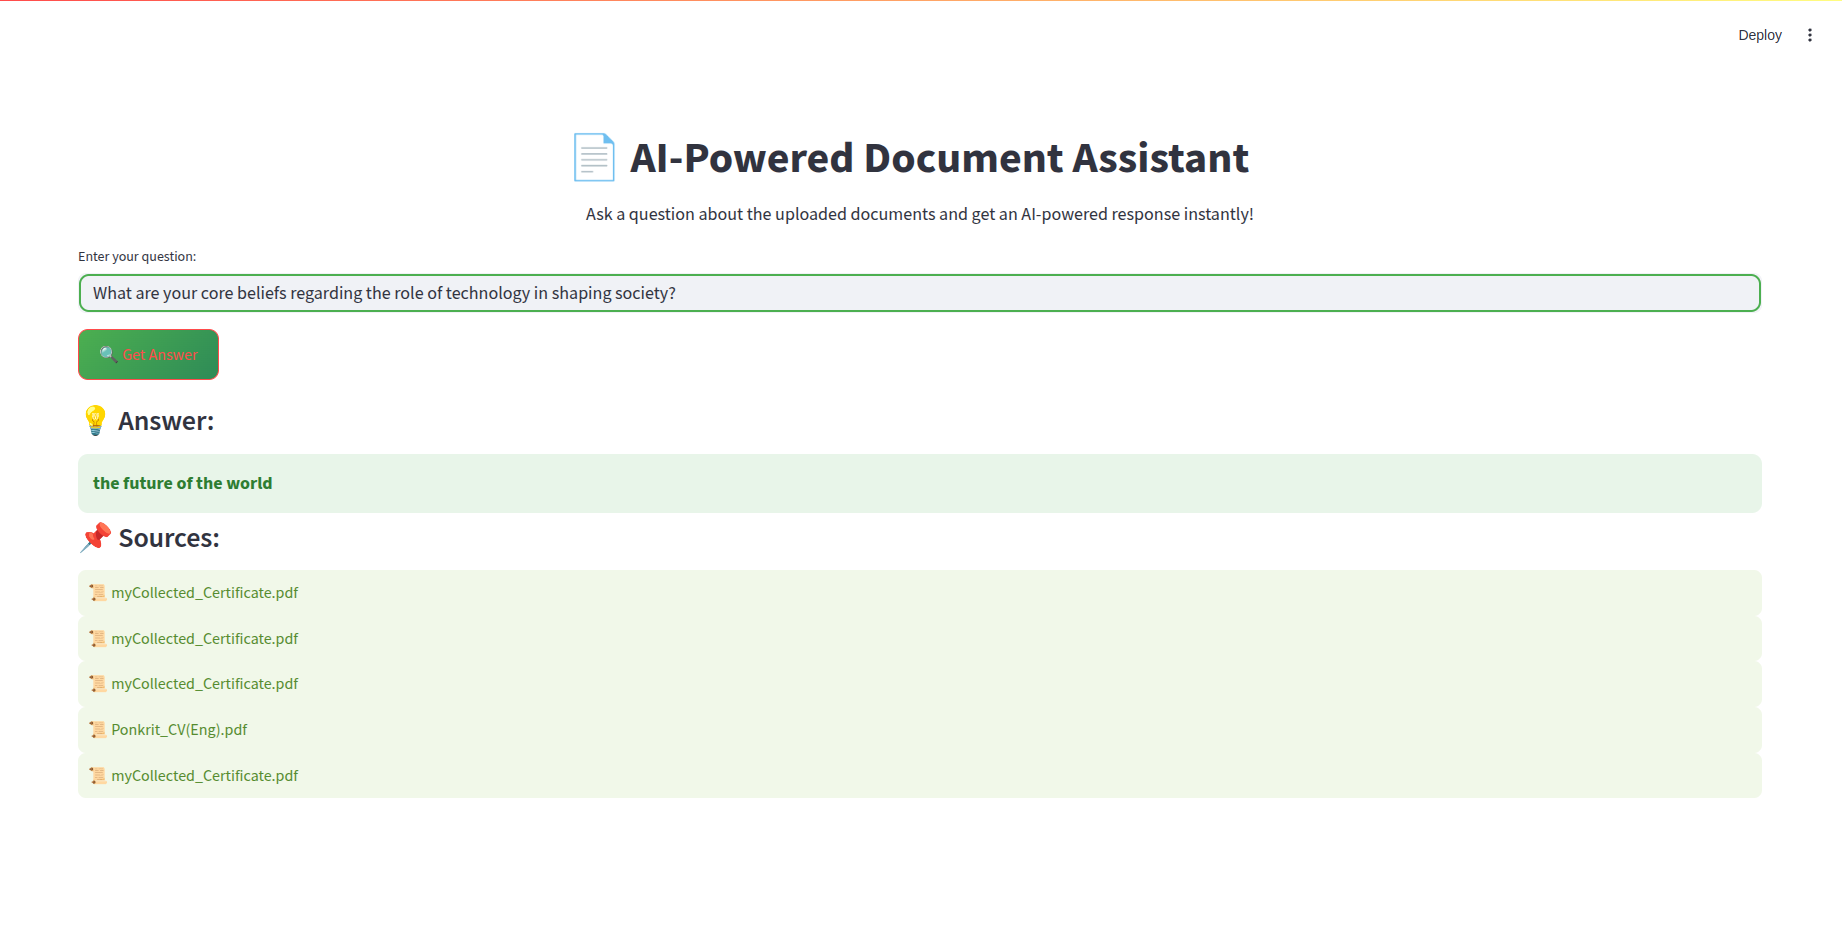 Deploy
AI-Powered Document Assistant
Ask a question about the uploaded documents and get an AI-powered response instantly!
Enter your question:
What are your core beliefs regarding the role of technology in shaping society?
Get Answer
Answer:
the future of the world
Sources:
myCollected_Certificate.pdf
myCollected_Certificate.pdf
myCollected_Certificate.pdf
Ponkrit_CV(Eng).pdf
myCollected_Certificate.pdf